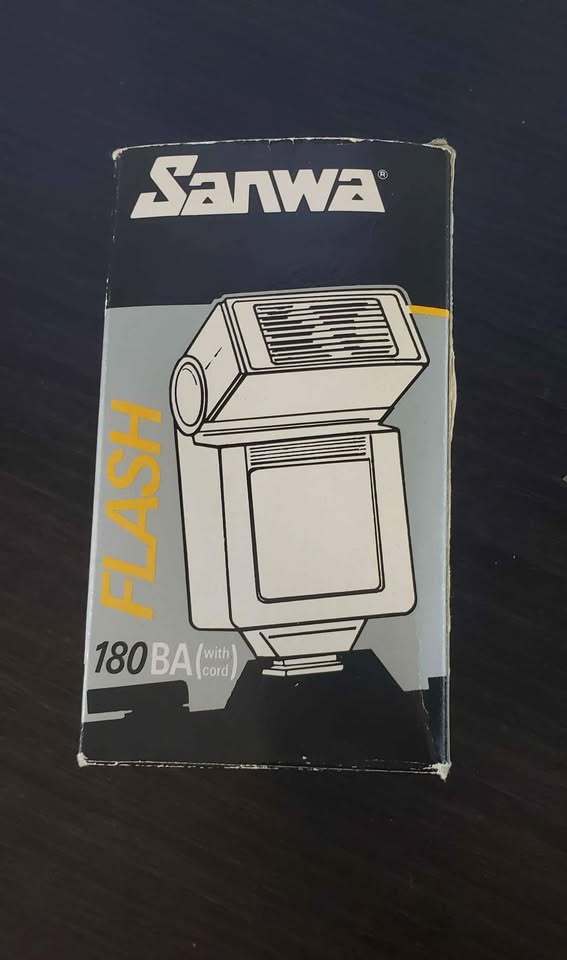 Sanwa®
FLASH
180 BA (with cord)